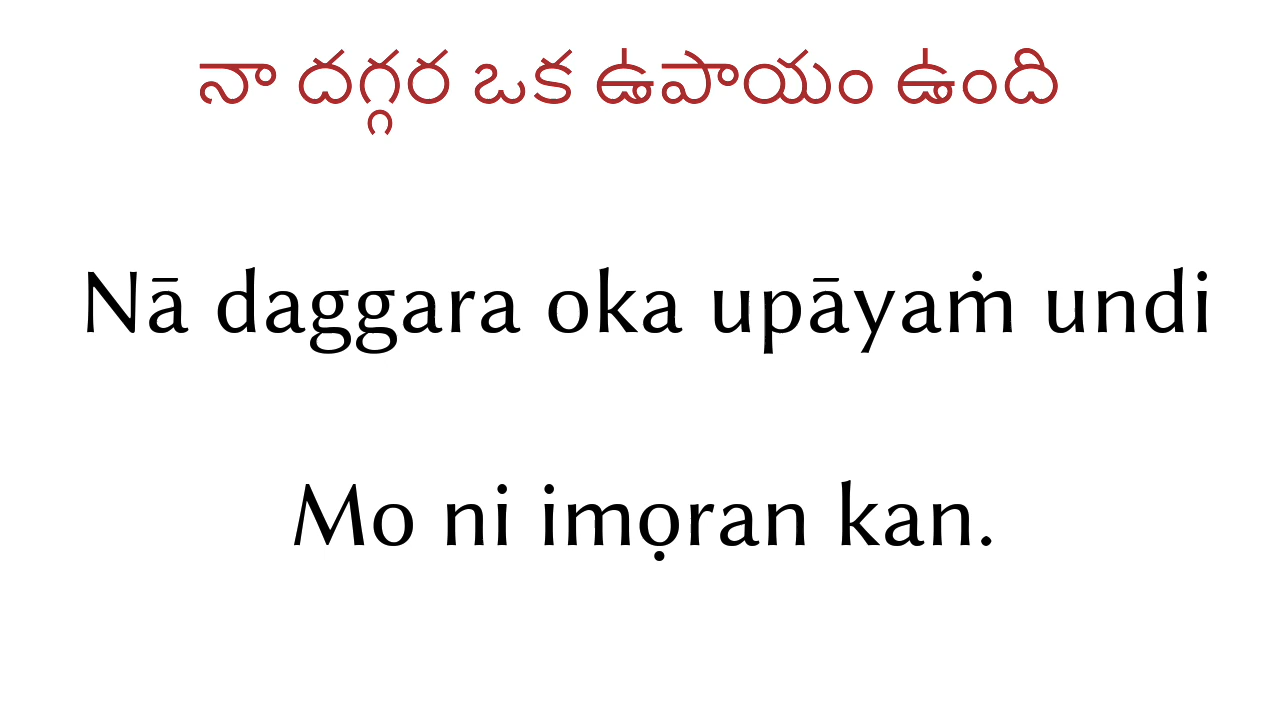 నా దగ్గర ఒక ఉపాయం ఉంది
Nā daggara oka upāyaṁ undi
Mo ni imọran kan.